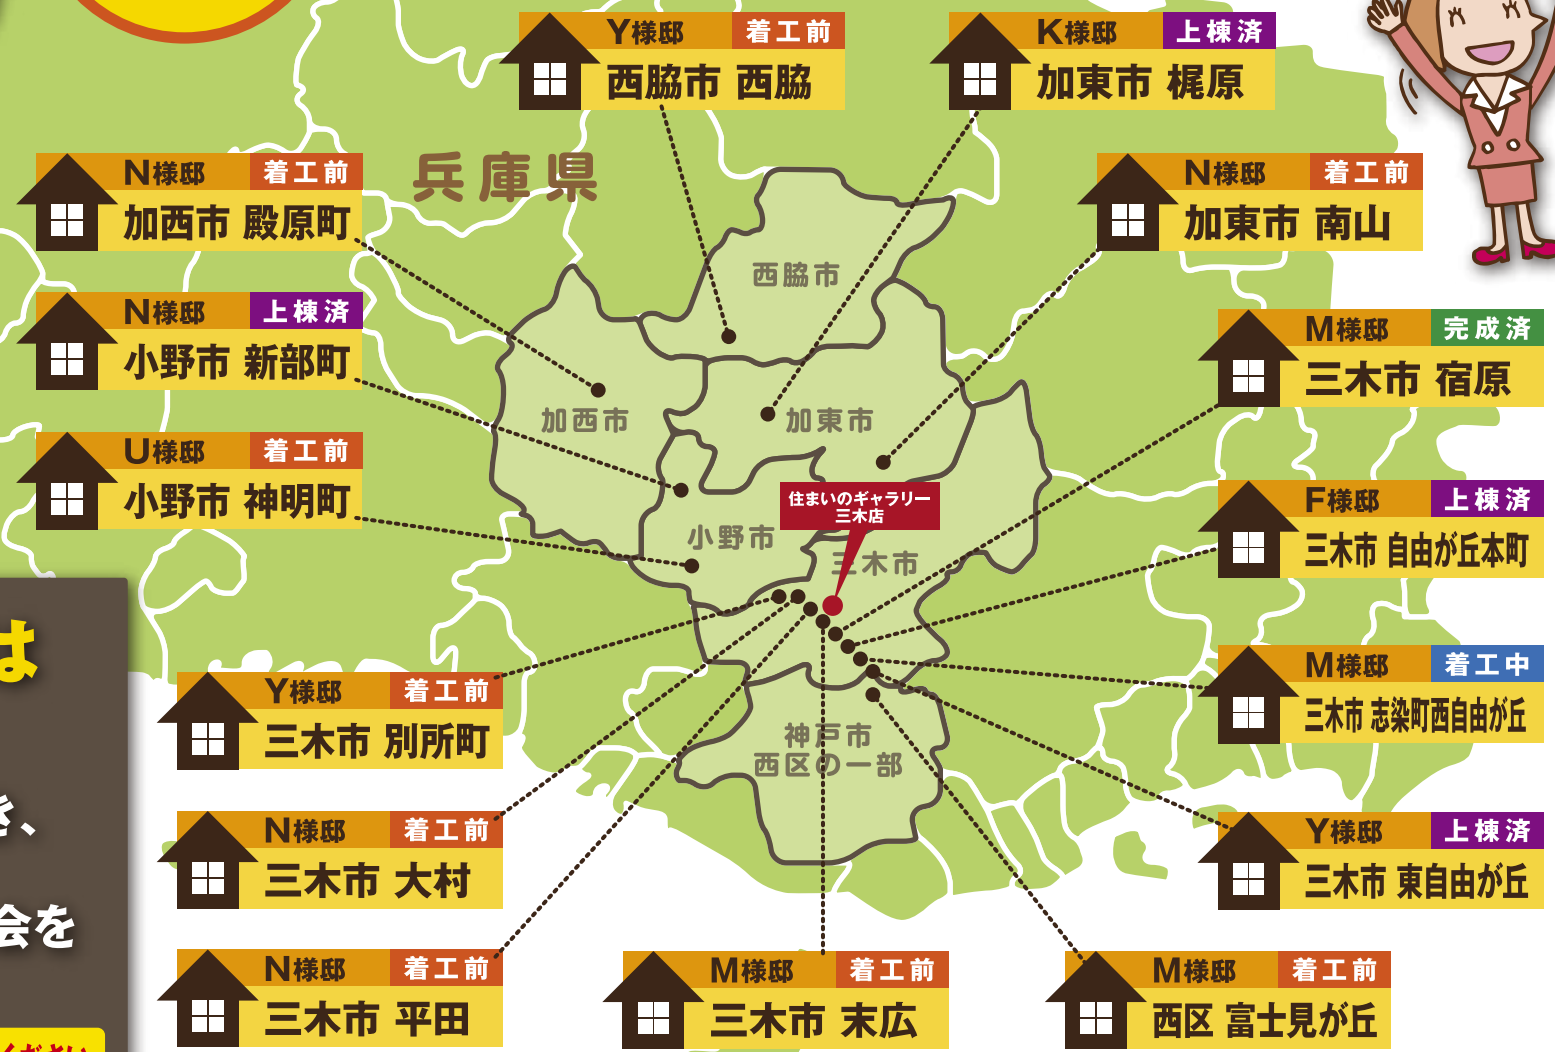 Y様邸 着工前
西脇市 西脇
K様邸 上棟済
加東市 梶原
兵庫県
N様邸 着工前
加西市 殿原町
N様邸 着工前
加東市 南山
西脇市
N様邸 上棟済
小野市 新部町
M様邸 完成済
三木市 宿原
加西市
加東市
U様邸 着工前
小野市 神明町
住まいのギャラリー
三木店
F様邸 上棟済
三木市 自由が丘本町
小野市
三木市
は
M様邸 着工中
三木市 志染町西自由が丘
Y様邸 着工前
三木市 別所町
神戸市
西区の一部
き、
N様邸 着工前
三木市 大村
Y様邸 上棟済
三木市 東自由が丘
会を
N様邸 着工前
三木市 平田
M様邸 着工前
三木市 末広
M様邸 着工前
西区 富士見が丘
ください